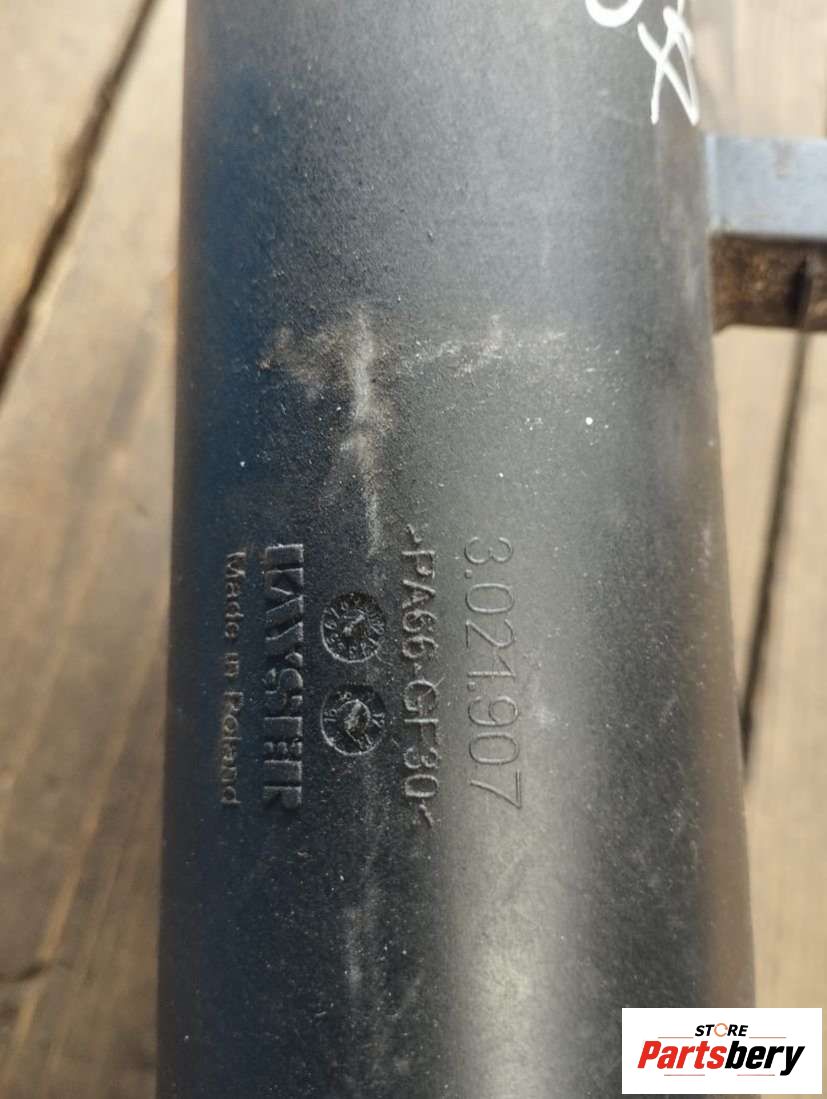 3.021.907
>PA66-GF30<
Made in Poland
STORE
Partsbery